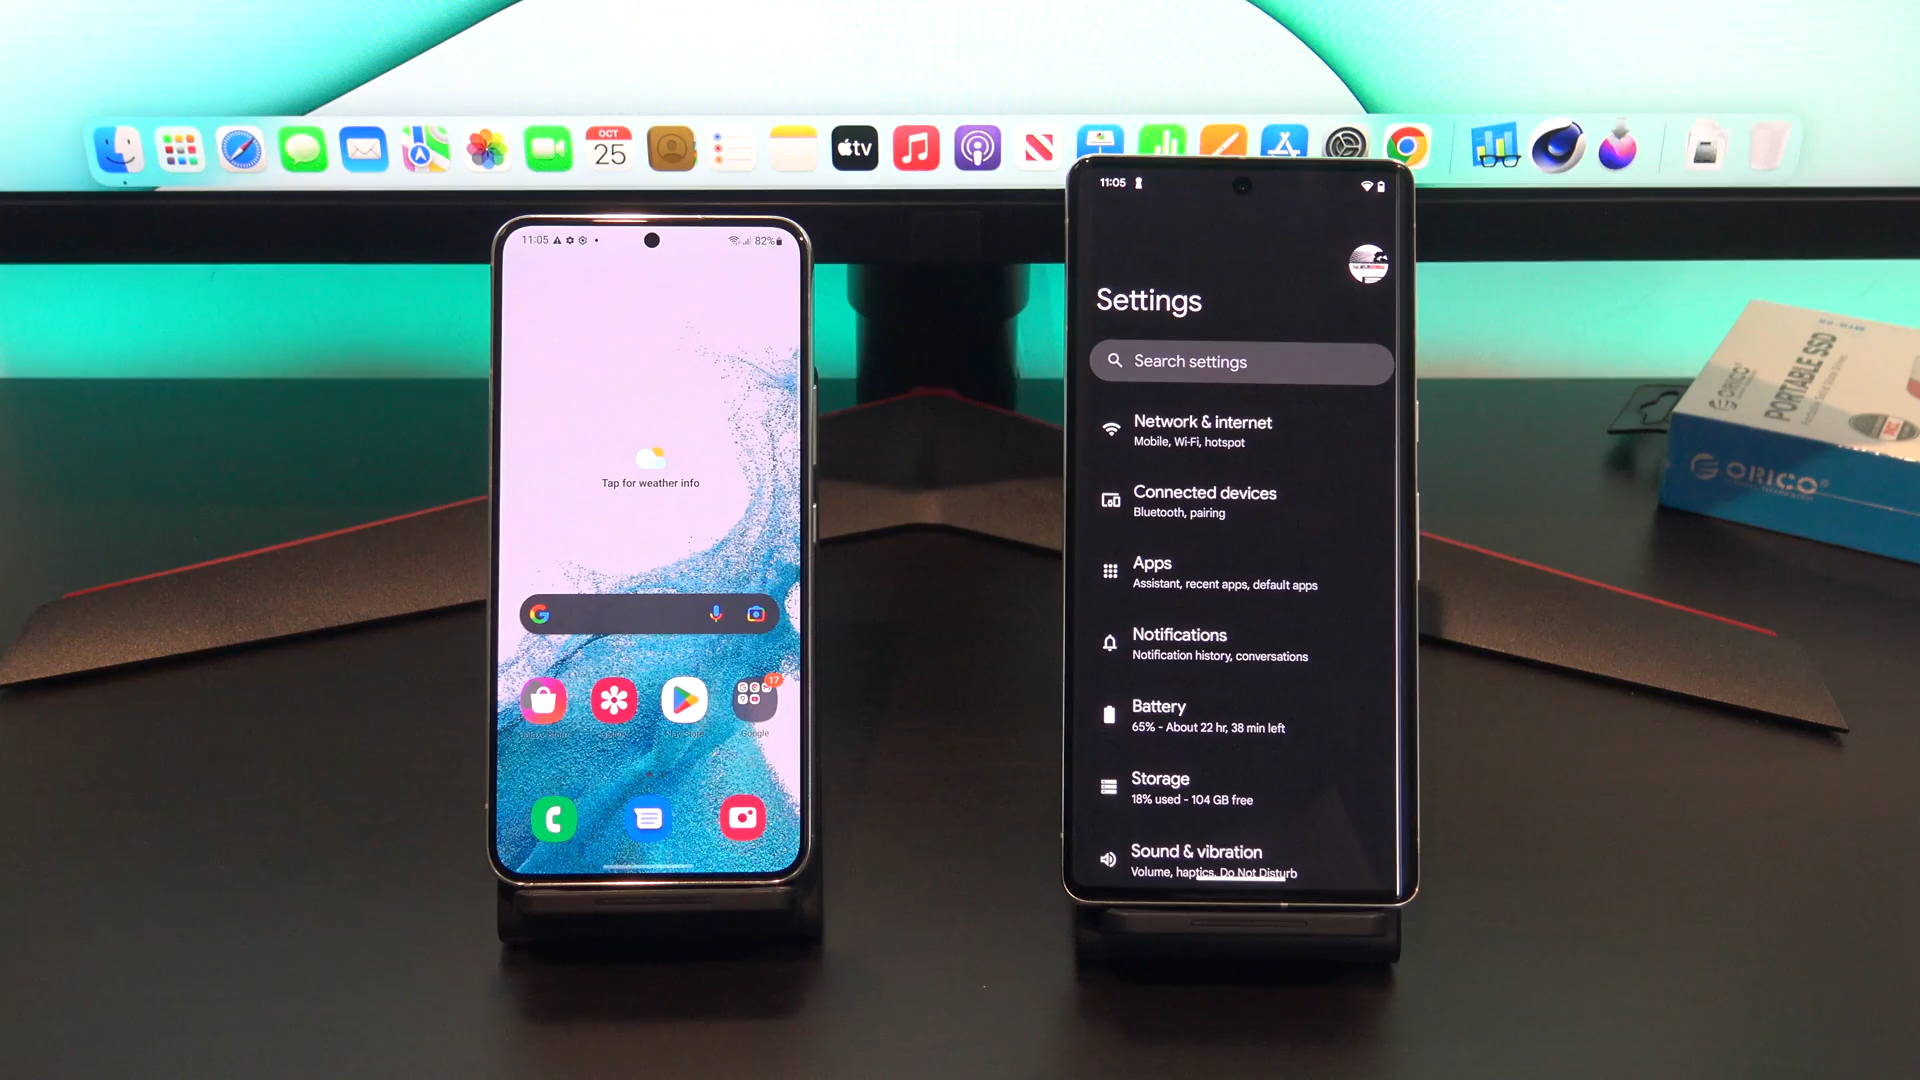 OCT
25
tv
11:05
82%
Tap for weather info
17
Google
11:05
Settings
Search settings
Network & internet
Mobile, Wi-Fi, hotspot
Connected devices
Bluetooth, pairing
Apps
Assistant, recent apps, default apps
Notifications
Notification history, conversations
Battery
65% - About 22 hr, 38 min left
Storage
18% used - 104 GB free
Sound & vibration
Volume, haptics, Do Not Disturb
ORICO
PORTABLE SSD
ORICO